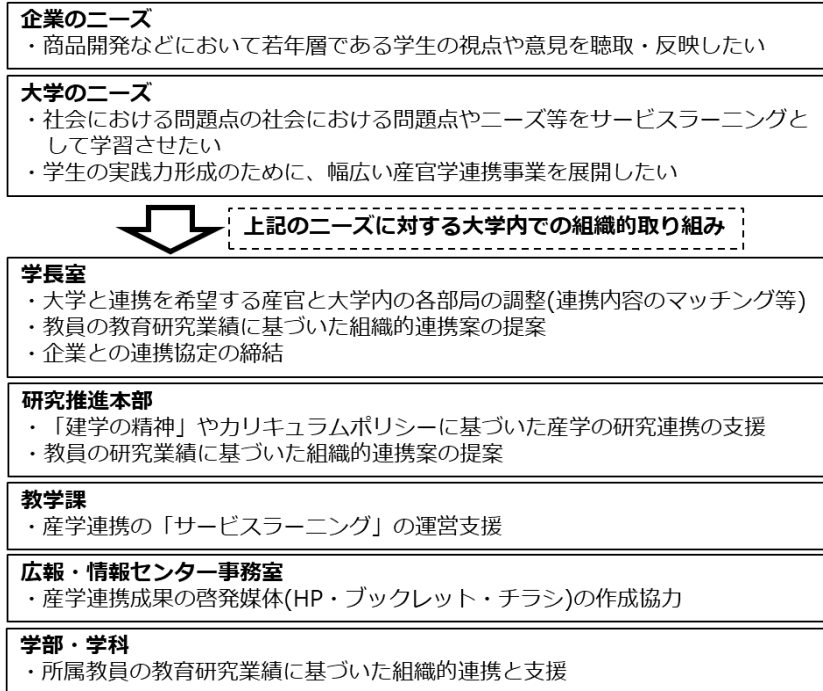 企業のニーズ
・商品開発などにおいて若年層である学生の視点や意見を聴取・反映したい
大学のニーズ
・社会における問題点の社会における問題点やニーズ等をサービスラーニングと
して学習させたい
・学生の実践力形成のために、幅広い産官学連携事業を展開したい
上記のニーズに対する大学内での組織的取り組み
学長室
・大学と連携を希望する産官と大学内の各部局の調整(連携内容のマッチング等)
・教員の教育研究業績に基づいた組織的連携案の提案
・企業との連携協定の締結
研究推進本部
・「建学の精神」やカリキュラムポリシーに基づいた産学の研究連携の支援
・教員の研究業績に基づいた組織的連携案の提案
教学課
・産学連携の「サービスラーニング」の運営支援
広報・情報センター事務室
・産学連携成果の啓発媒体(HP・ブックレット・チラシ)の作成協力
学部・学科
・所属教員の教育研究業績に基づいた組織的連携と支援